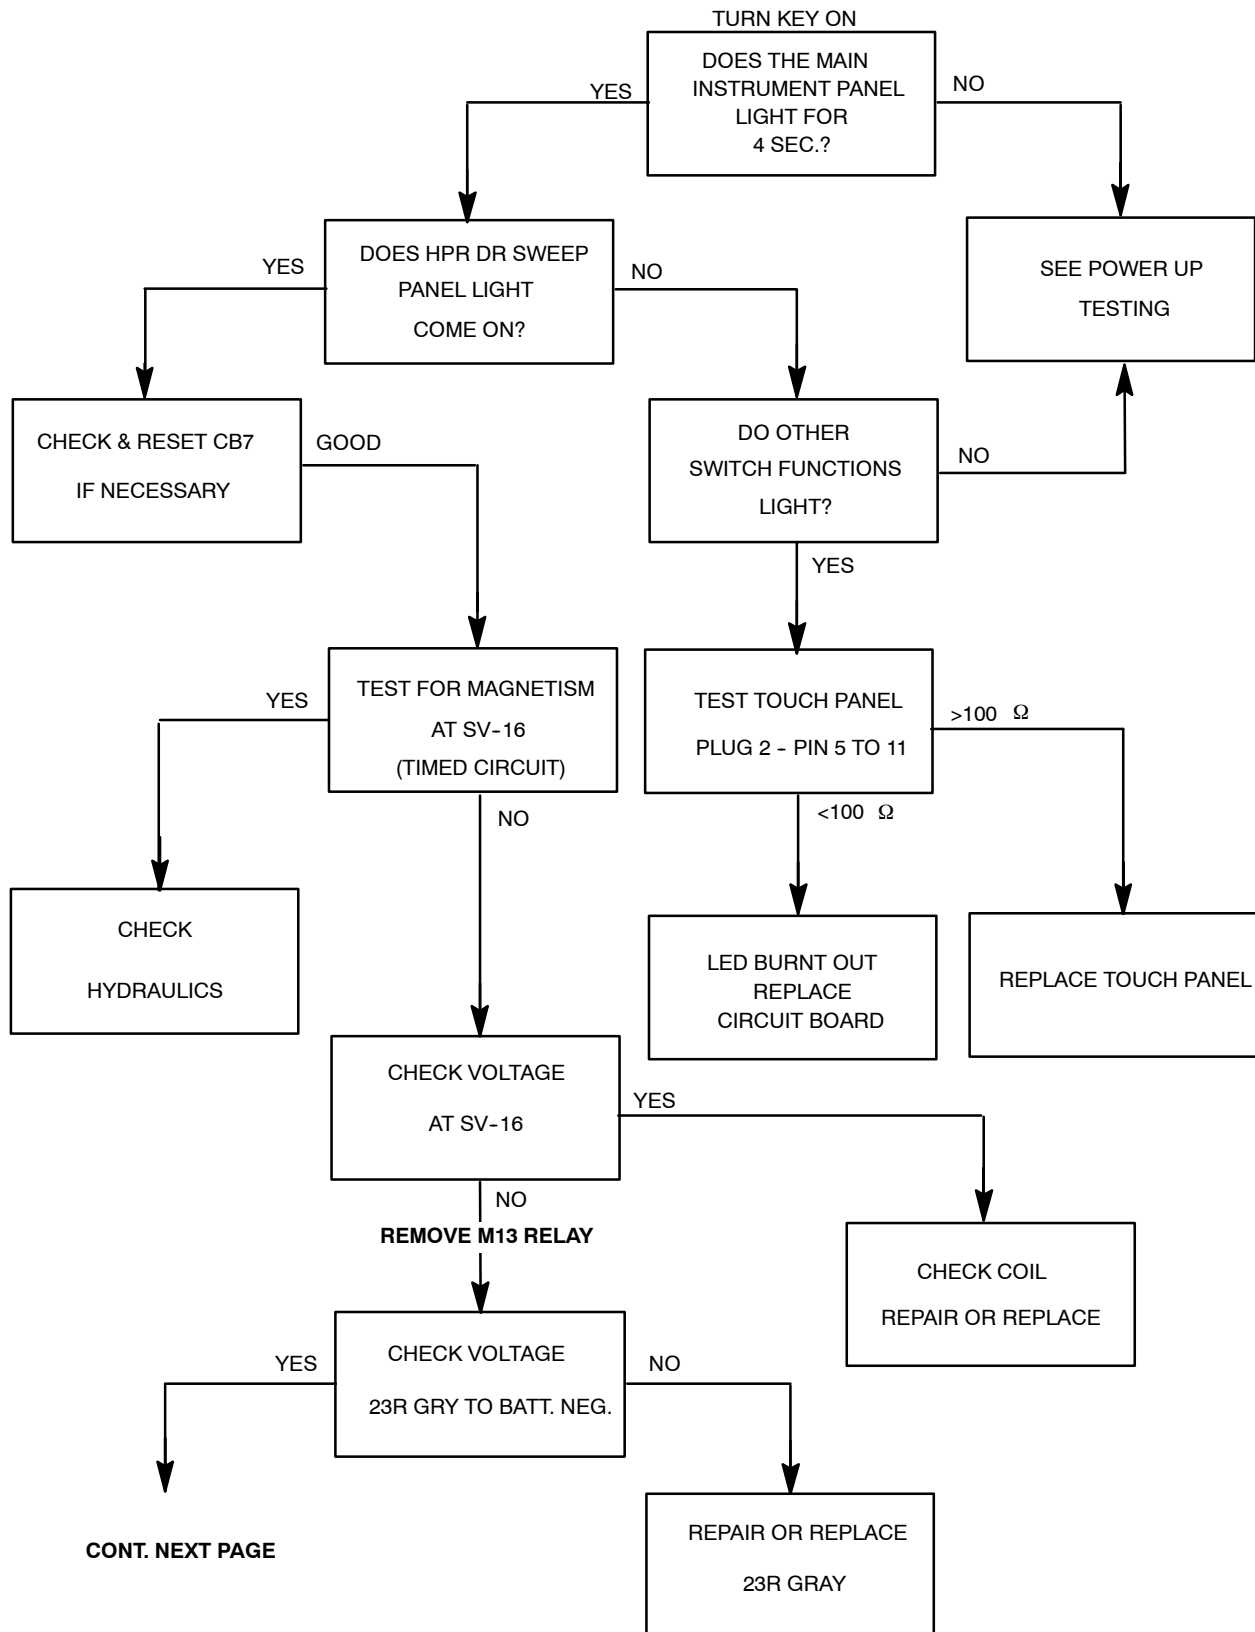 TURN KEY ON
DOES THE MAIN
INSTRUMENT PANEL
LIGHT FOR
4 SEC.?
YES
NO
DOES HPR DR SWEEP
PANEL LIGHT
COME ON?
YES
NO
SEE POWER UP
TESTING
CHECK & RESET CB7
IF NECESSARY
GOOD
DO OTHER
SWITCH FUNCTIONS
LIGHT?
NO
YES
TEST FOR MAGNETISM
AT SV-16
(TIMED CIRCUIT)
YES
NO
TEST TOUCH PANEL
PLUG 2 - PIN 5 TO 11
>100 Ω
<100 Ω
CHECK
HYDRAULICS
LED BURNT OUT
REPLACE
CIRCUIT BOARD
REPLACE TOUCH PANEL
CHECK VOLTAGE
AT SV-16
YES
NO
REMOVE M13 RELAY
CHECK COIL
REPAIR OR REPLACE
CHECK VOLTAGE
23R GRY TO BATT. NEG.
YES
NO
CONT. NEXT PAGE
REPAIR OR REPLACE
23R GRAY